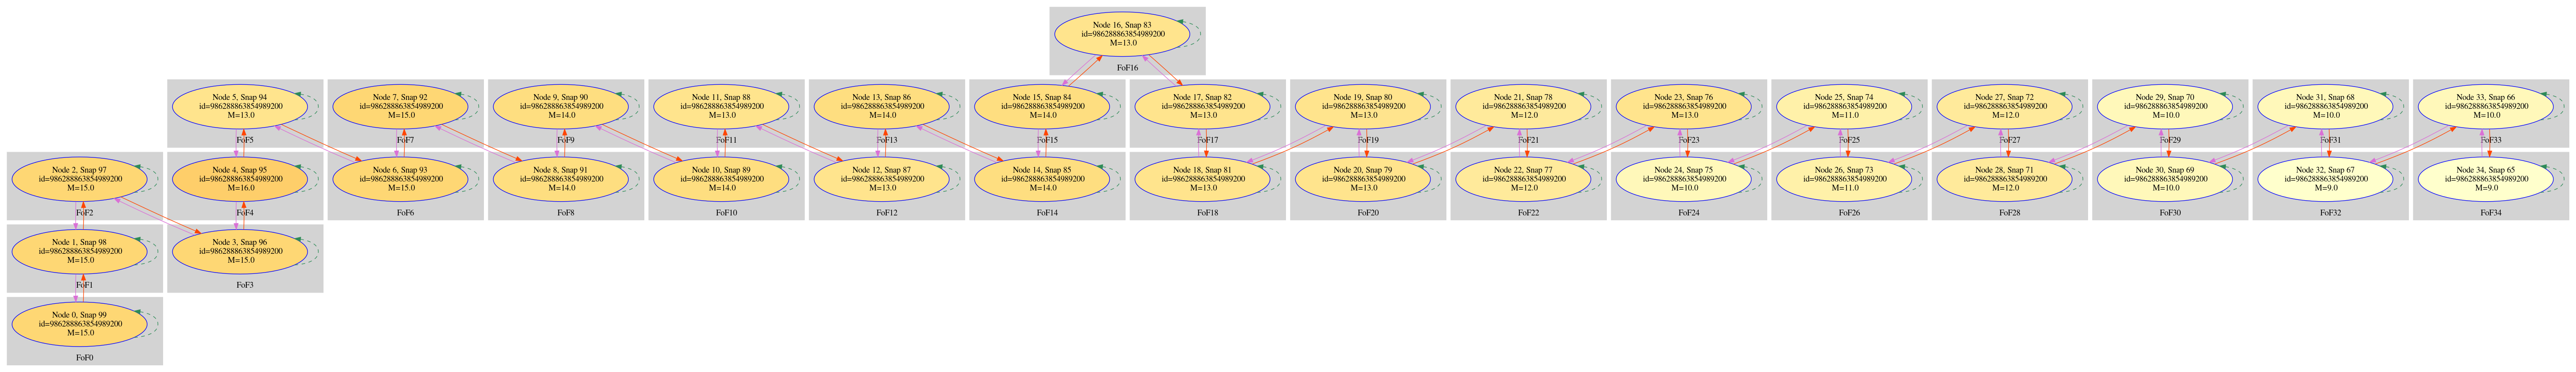 Node 16, Snap 83
id=986288863854989200
M=13.0
FoF16
Node 5, Snap 94
id=986288863854989200
M=13.0
FoF5
Node 7, Snap 92
id=986288863854989200
M=15.0
FoF7
Node 9, Snap 90
id=986288863854989200
M=14.0
FoF9
Node 11, Snap 88
id=986288863854989200
M=13.0
FoF11
Node 13, Snap 86
id=986288863854989200
M=14.0
FoF13
Node 15, Snap 84
id=986288863854989200
M=14.0
FoF15
Node 17, Snap 82
id=986288863854989200
M=13.0
FoF17
Node 19, Snap 80
id=986288863854989200
M=13.0
FoF19
Node 21, Snap 78
id=986288863854989200
M=12.0
FoF21
Node 23, Snap 76
id=986288863854989200
M=13.0
FoF23
Node 25, Snap 74
id=986288863854989200
M=11.0
FoF25
Node 27, Snap 72
id=986288863854989200
M=12.0
FoF27
Node 29, Snap 70
id=986288863854989200
M=10.0
FoF29
Node 31, Snap 68
id=986288863854989200
M=10.0
FoF31
Node 33, Snap 66
id=986288863854989200
M=10.0
FoF33
Node 2, Snap 97
id=986288863854989200
M=15.0
FoF2
Node 4, Snap 95
id=986288863854989200
M=16.0
FoF4
Node 6, Snap 93
id=986288863854989200
M=15.0
FoF6
Node 8, Snap 91
id=986288863854989200
M=14.0
FoF8
Node 10, Snap 89
id=986288863854989200
M=14.0
FoF10
Node 12, Snap 87
id=986288863854989200
M=13.0
FoF12
Node 14, Snap 85
id=986288863854989200
M=14.0
FoF14
Node 18, Snap 81
id=986288863854989200
M=13.0
FoF18
Node 20, Snap 79
id=986288863854989200
M=13.0
FoF20
Node 22, Snap 77
id=986288863854989200
M=12.0
FoF22
Node 24, Snap 75
id=986288863854989200
M=10.0
FoF24
Node 26, Snap 73
id=986288863854989200
M=11.0
FoF26
Node 28, Snap 71
id=986288863854989200
M=12.0
FoF28
Node 30, Snap 69
id=986288863854989200
M=10.0
FoF30
Node 32, Snap 67
id=986288863854989200
M=9.0
FoF32
Node 34, Snap 65
id=986288863854989200
M=9.0
FoF34
Node 1, Snap 98
id=986288863854989200
M=15.0
FoF1
Node 3, Snap 96
id=986288863854989200
M=15.0
FoF3
Node 0, Snap 99
id=986288863854989200
M=15.0
FoF0